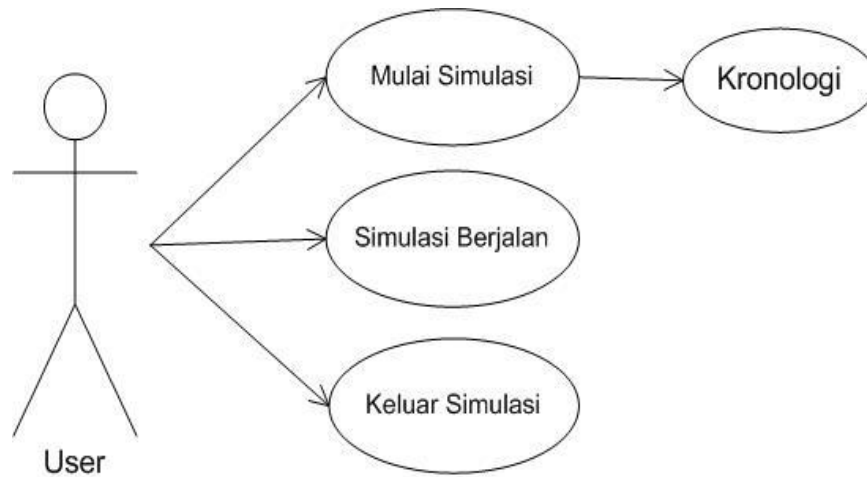 Mulai Simulasi
Kronologi
Simulasi Berjalan
Keluar Simulasi
User